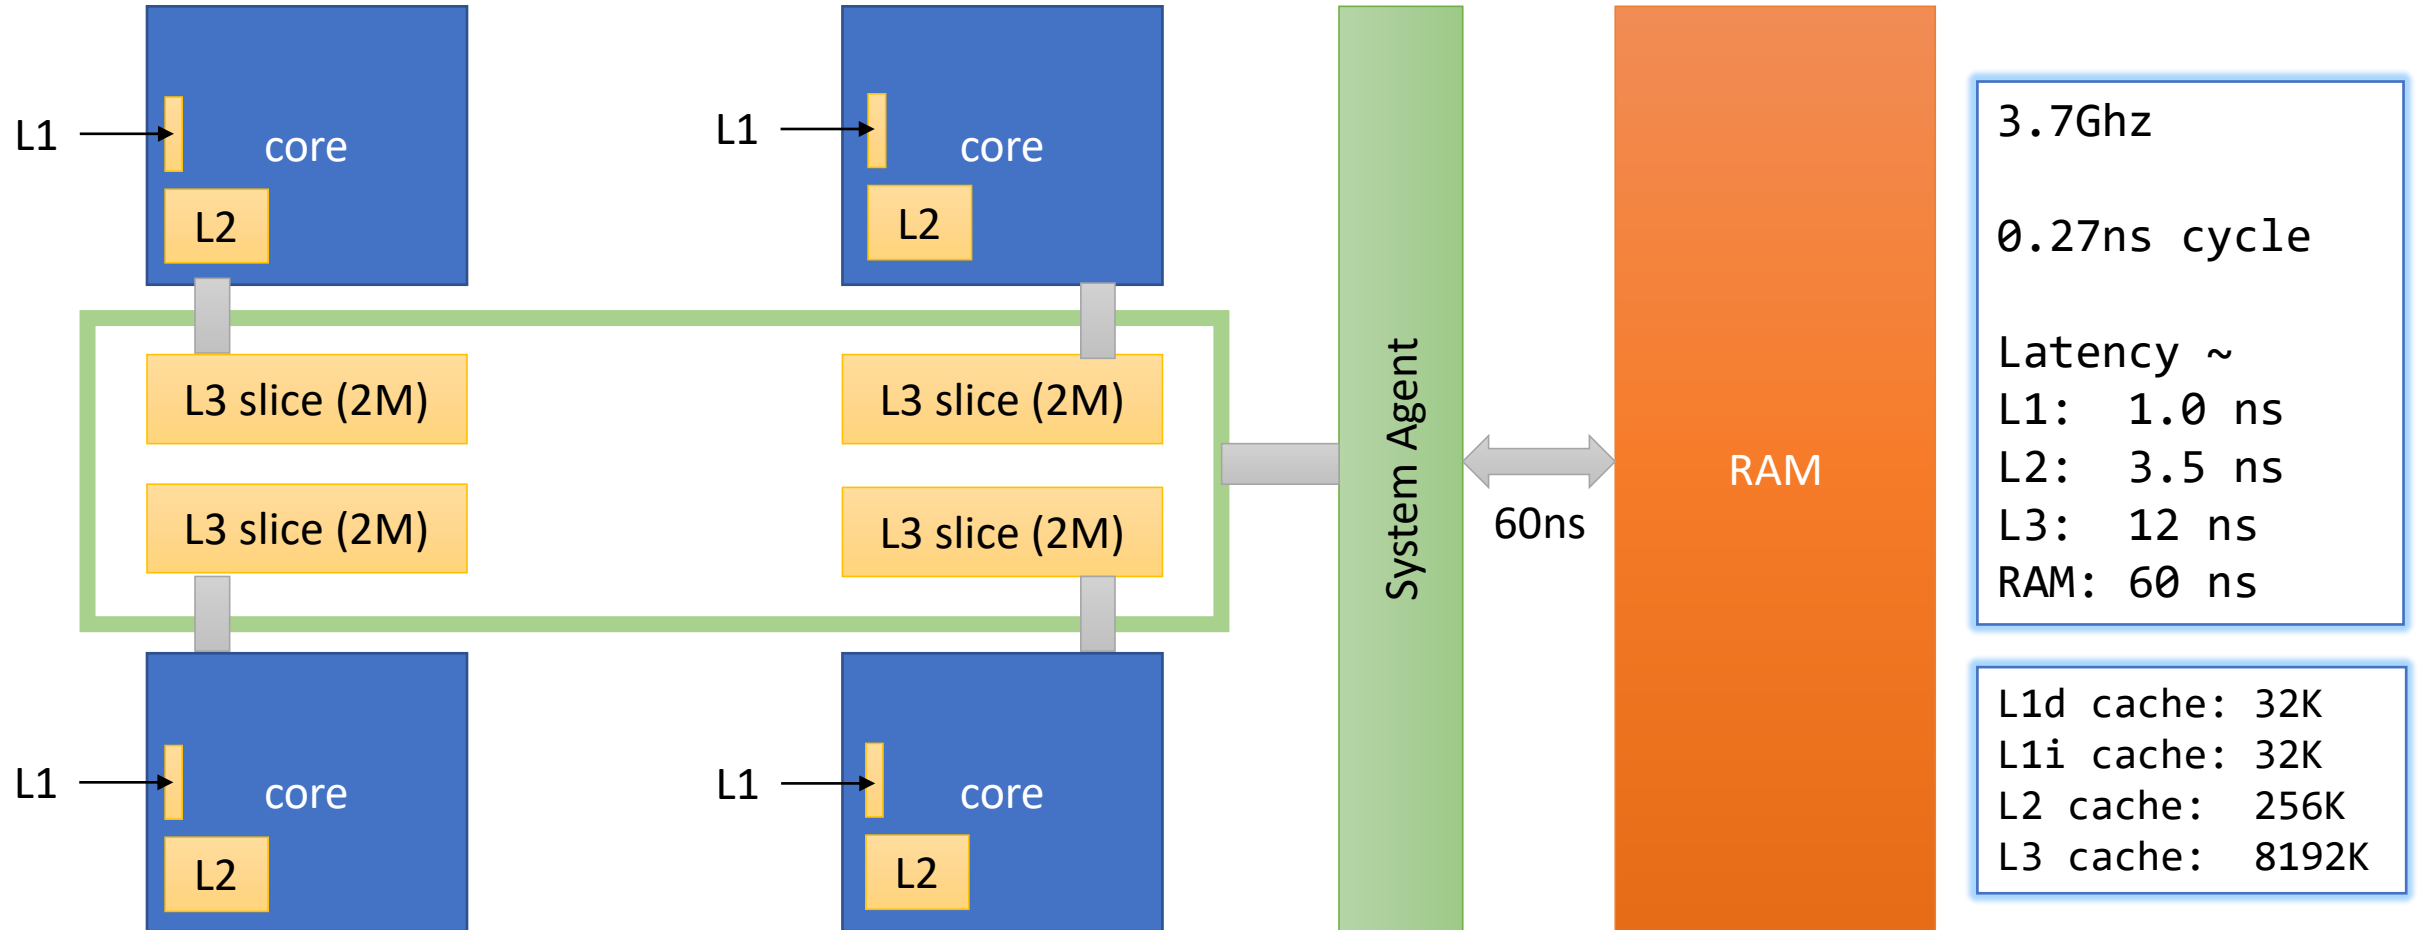 L1
core
L2
L1
core
L2
L3 slice (2M)
L3 slice (2M)
L3 slice (2M)
L3 slice (2M)
L1
core
L2
L1
core
L2
System Agent
60ns
RAM
3.7Ghz
0.27ns cycle
Latency ~
L1:  1.0 ns
L2:  3.5 ns
L3:  12 ns
RAM: 60 ns
L1d cache: 32K
L1i cache: 32K
L2 cache:  256K
L3 cache:  8192K